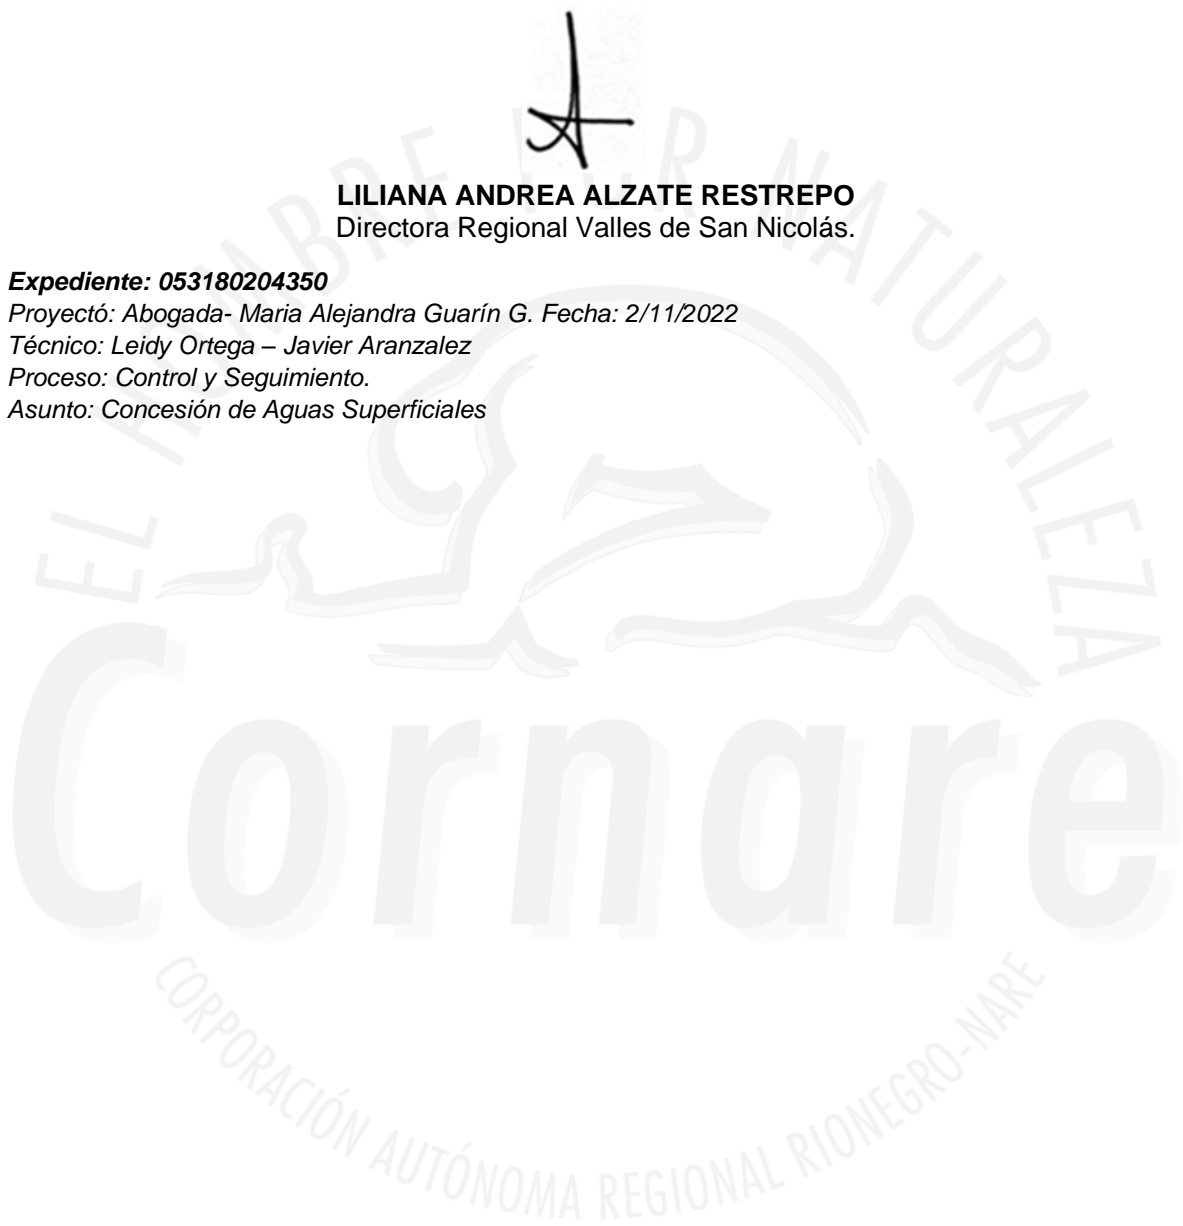 LILIANA ANDREA ALZATE RESTREPO
Directora Regional Valles de San Nicolás.
Expediente: 053180204350
Proyectó: Abogada- Maria Alejandra Guarín G. Fecha: 2/11/2022
Técnico: Leidy Ortega – Javier Aranzalez
Proceso: Control y Seguimiento.
Asunto: Concesión de Aguas Superficiales
EL HOMBRE POR NATURALEZA
Cornare
CORPORACIÓN AUTÓNOMA REGIONAL RIONEGRO-NARE